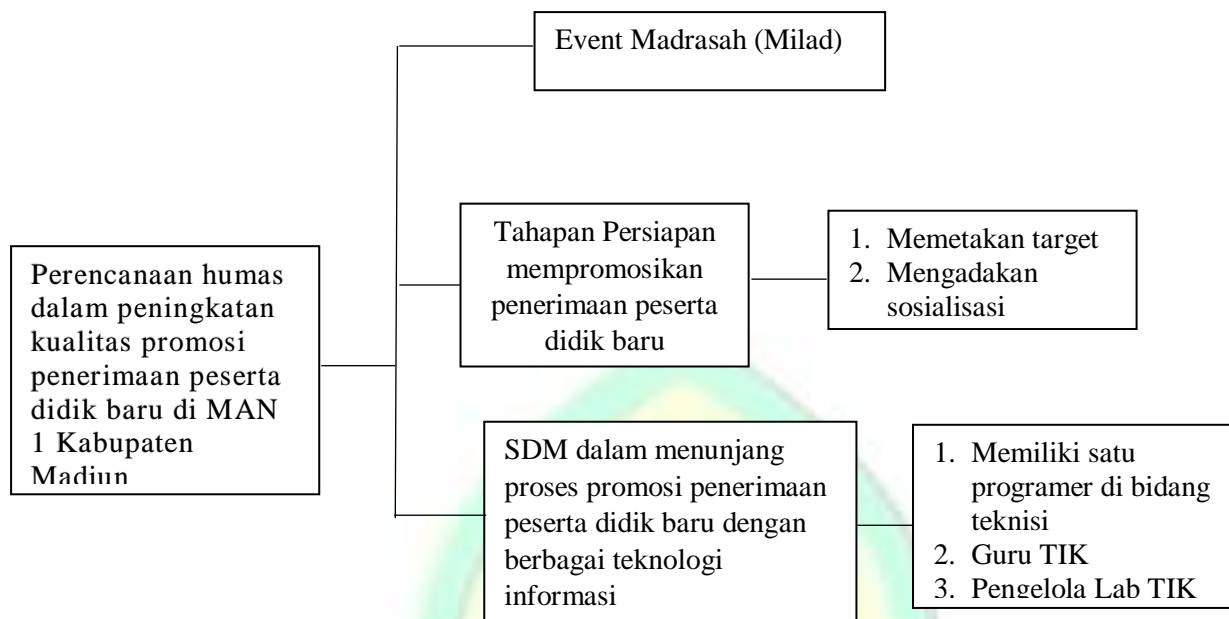 Event Madrasah (Milad)
Tahapan Persiapan
mempromosikan
penerimaan peserta
didik baru
1. Memetakan target
2. Mengadakan
sosialisasi
Perencanaan humas
dalam peningkatan
kualitas promosi
penerimaan peserta
didik baru di MAN
1 Kabupaten
Madiun
SDM dalam menunjang
proses promosi penerimaan
peserta didik baru dengan
berbagai teknologi
informasi
1. Memiliki satu
programer di bidang
teknisi
2. Guru TIK
3. Pengelola Lab TIK